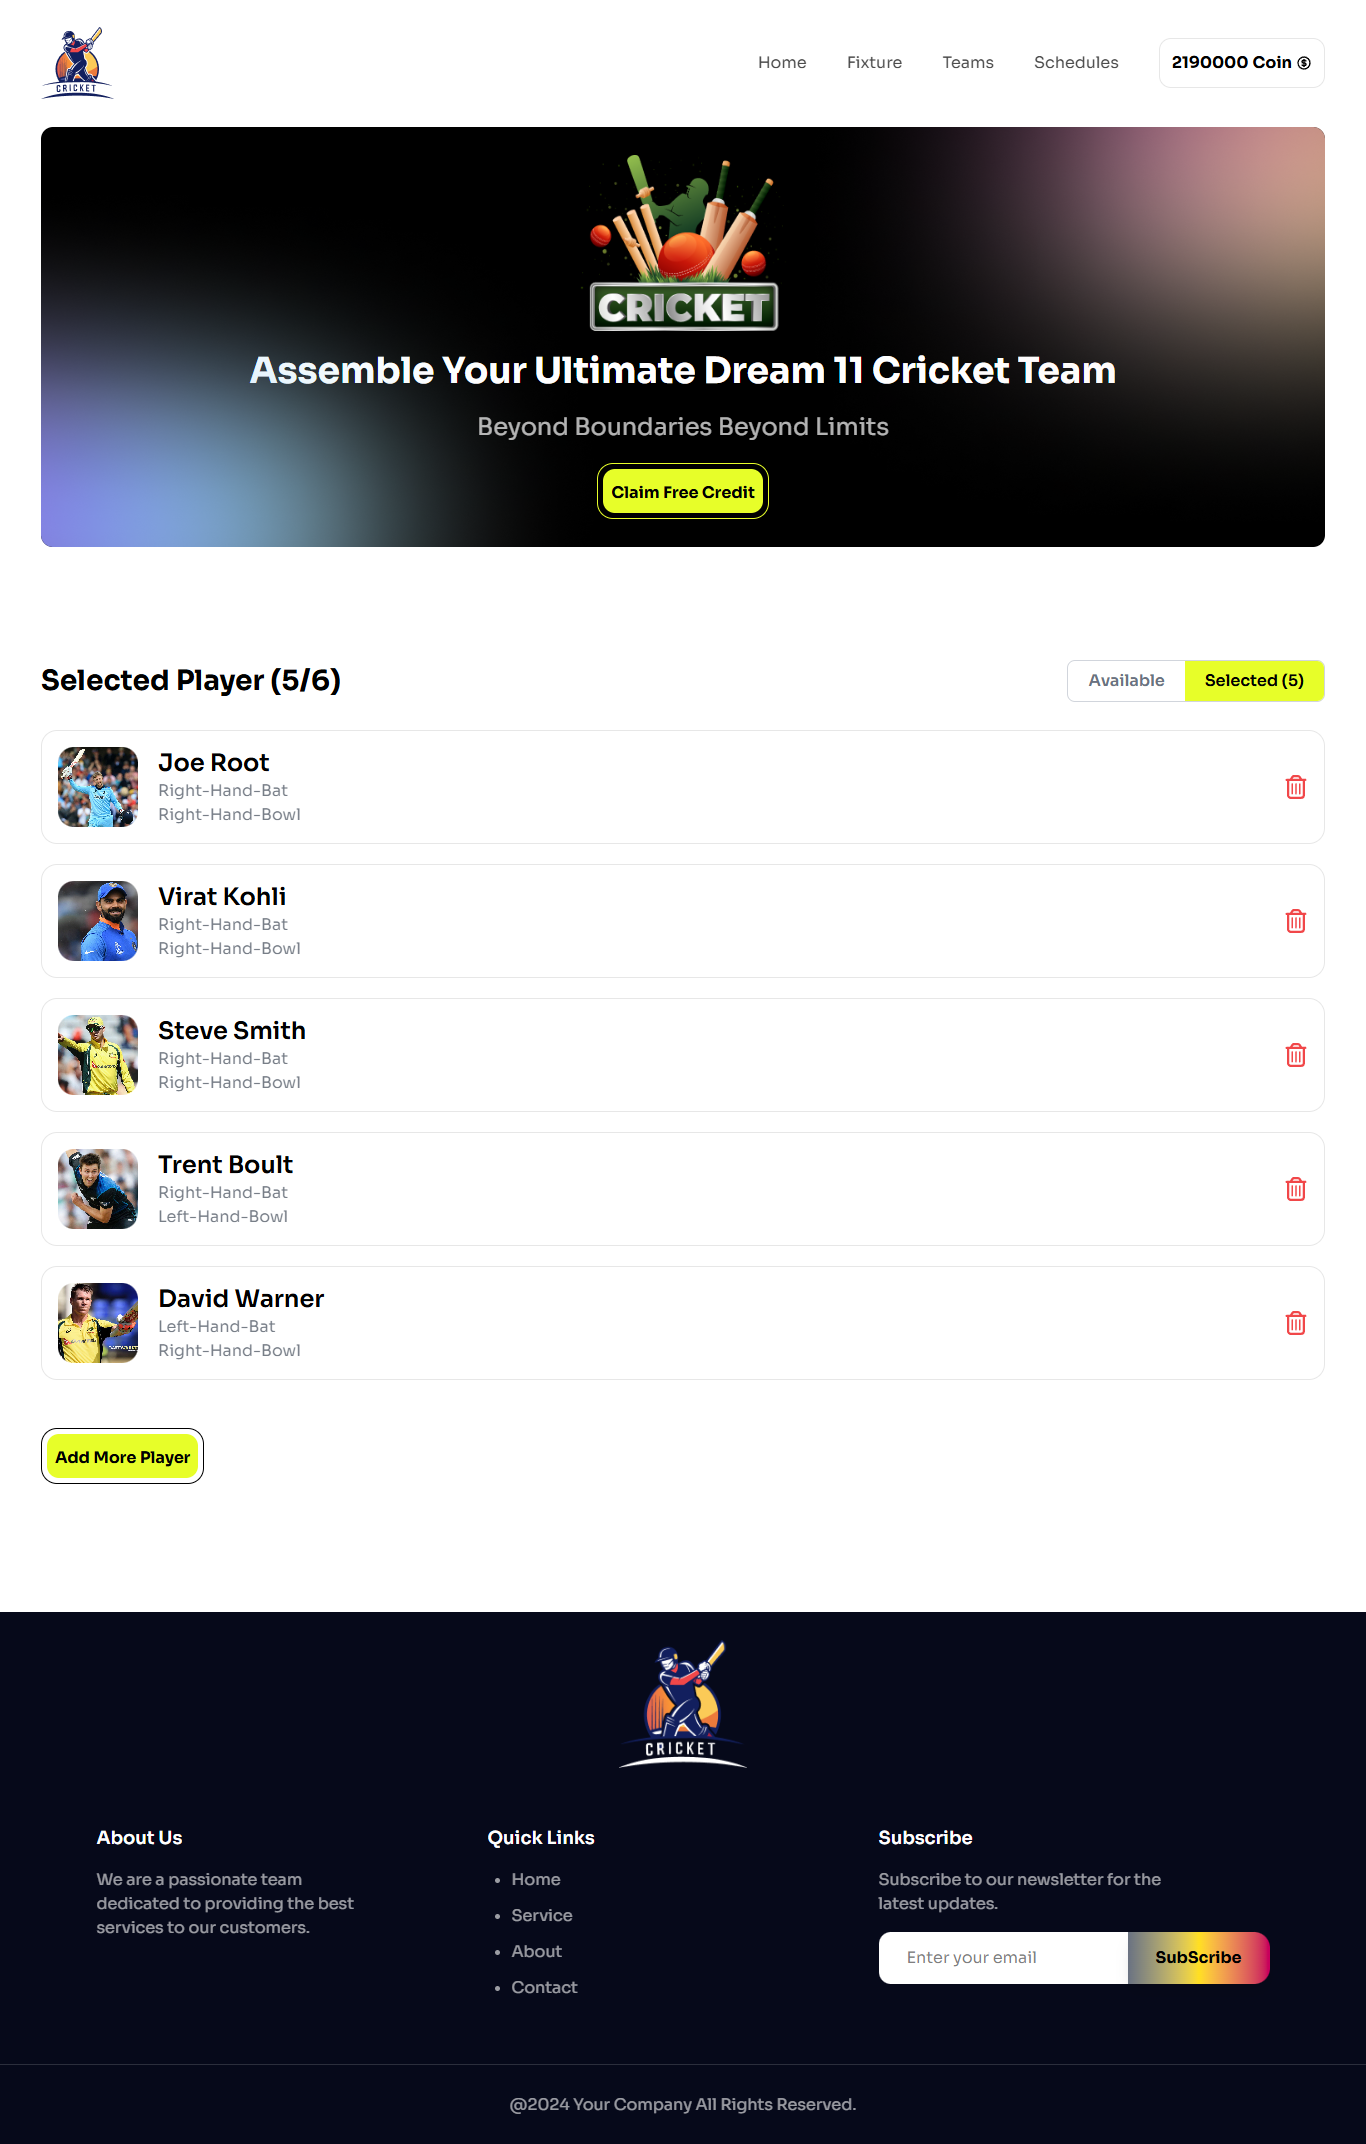 CRICKET
Home
Fixture
Teams
Schedules
2190000 Coin
CRICKET
Assemble Your Ultimate Dream 11 Cricket Team
Beyond Boundaries Beyond Limits
Claim Free Credit
Selected Player (5/6)
Available
Selected (5)
Joe Root
Right-Hand-Bat
Right-Hand-Bowl
Virat Kohli
Right-Hand-Bat
Right-Hand-Bowl
Steve Smith
Right-Hand-Bat
Right-Hand-Bowl
Trent Boult
Right-Hand-Bat
Left-Hand-Bowl
David Warner
Left-Hand-Bat
Right-Hand-Bowl
Add More Player
CRICKET
About Us
We are a passionate team
dedicated to providing the best
services to our customers.
Quick Links
• Home
• Service
• About
• Contact
Subscribe
Subscribe to our newsletter for the
latest updates.
Enter your email
SubScribe
@2024 Your Company All Rights Reserved.